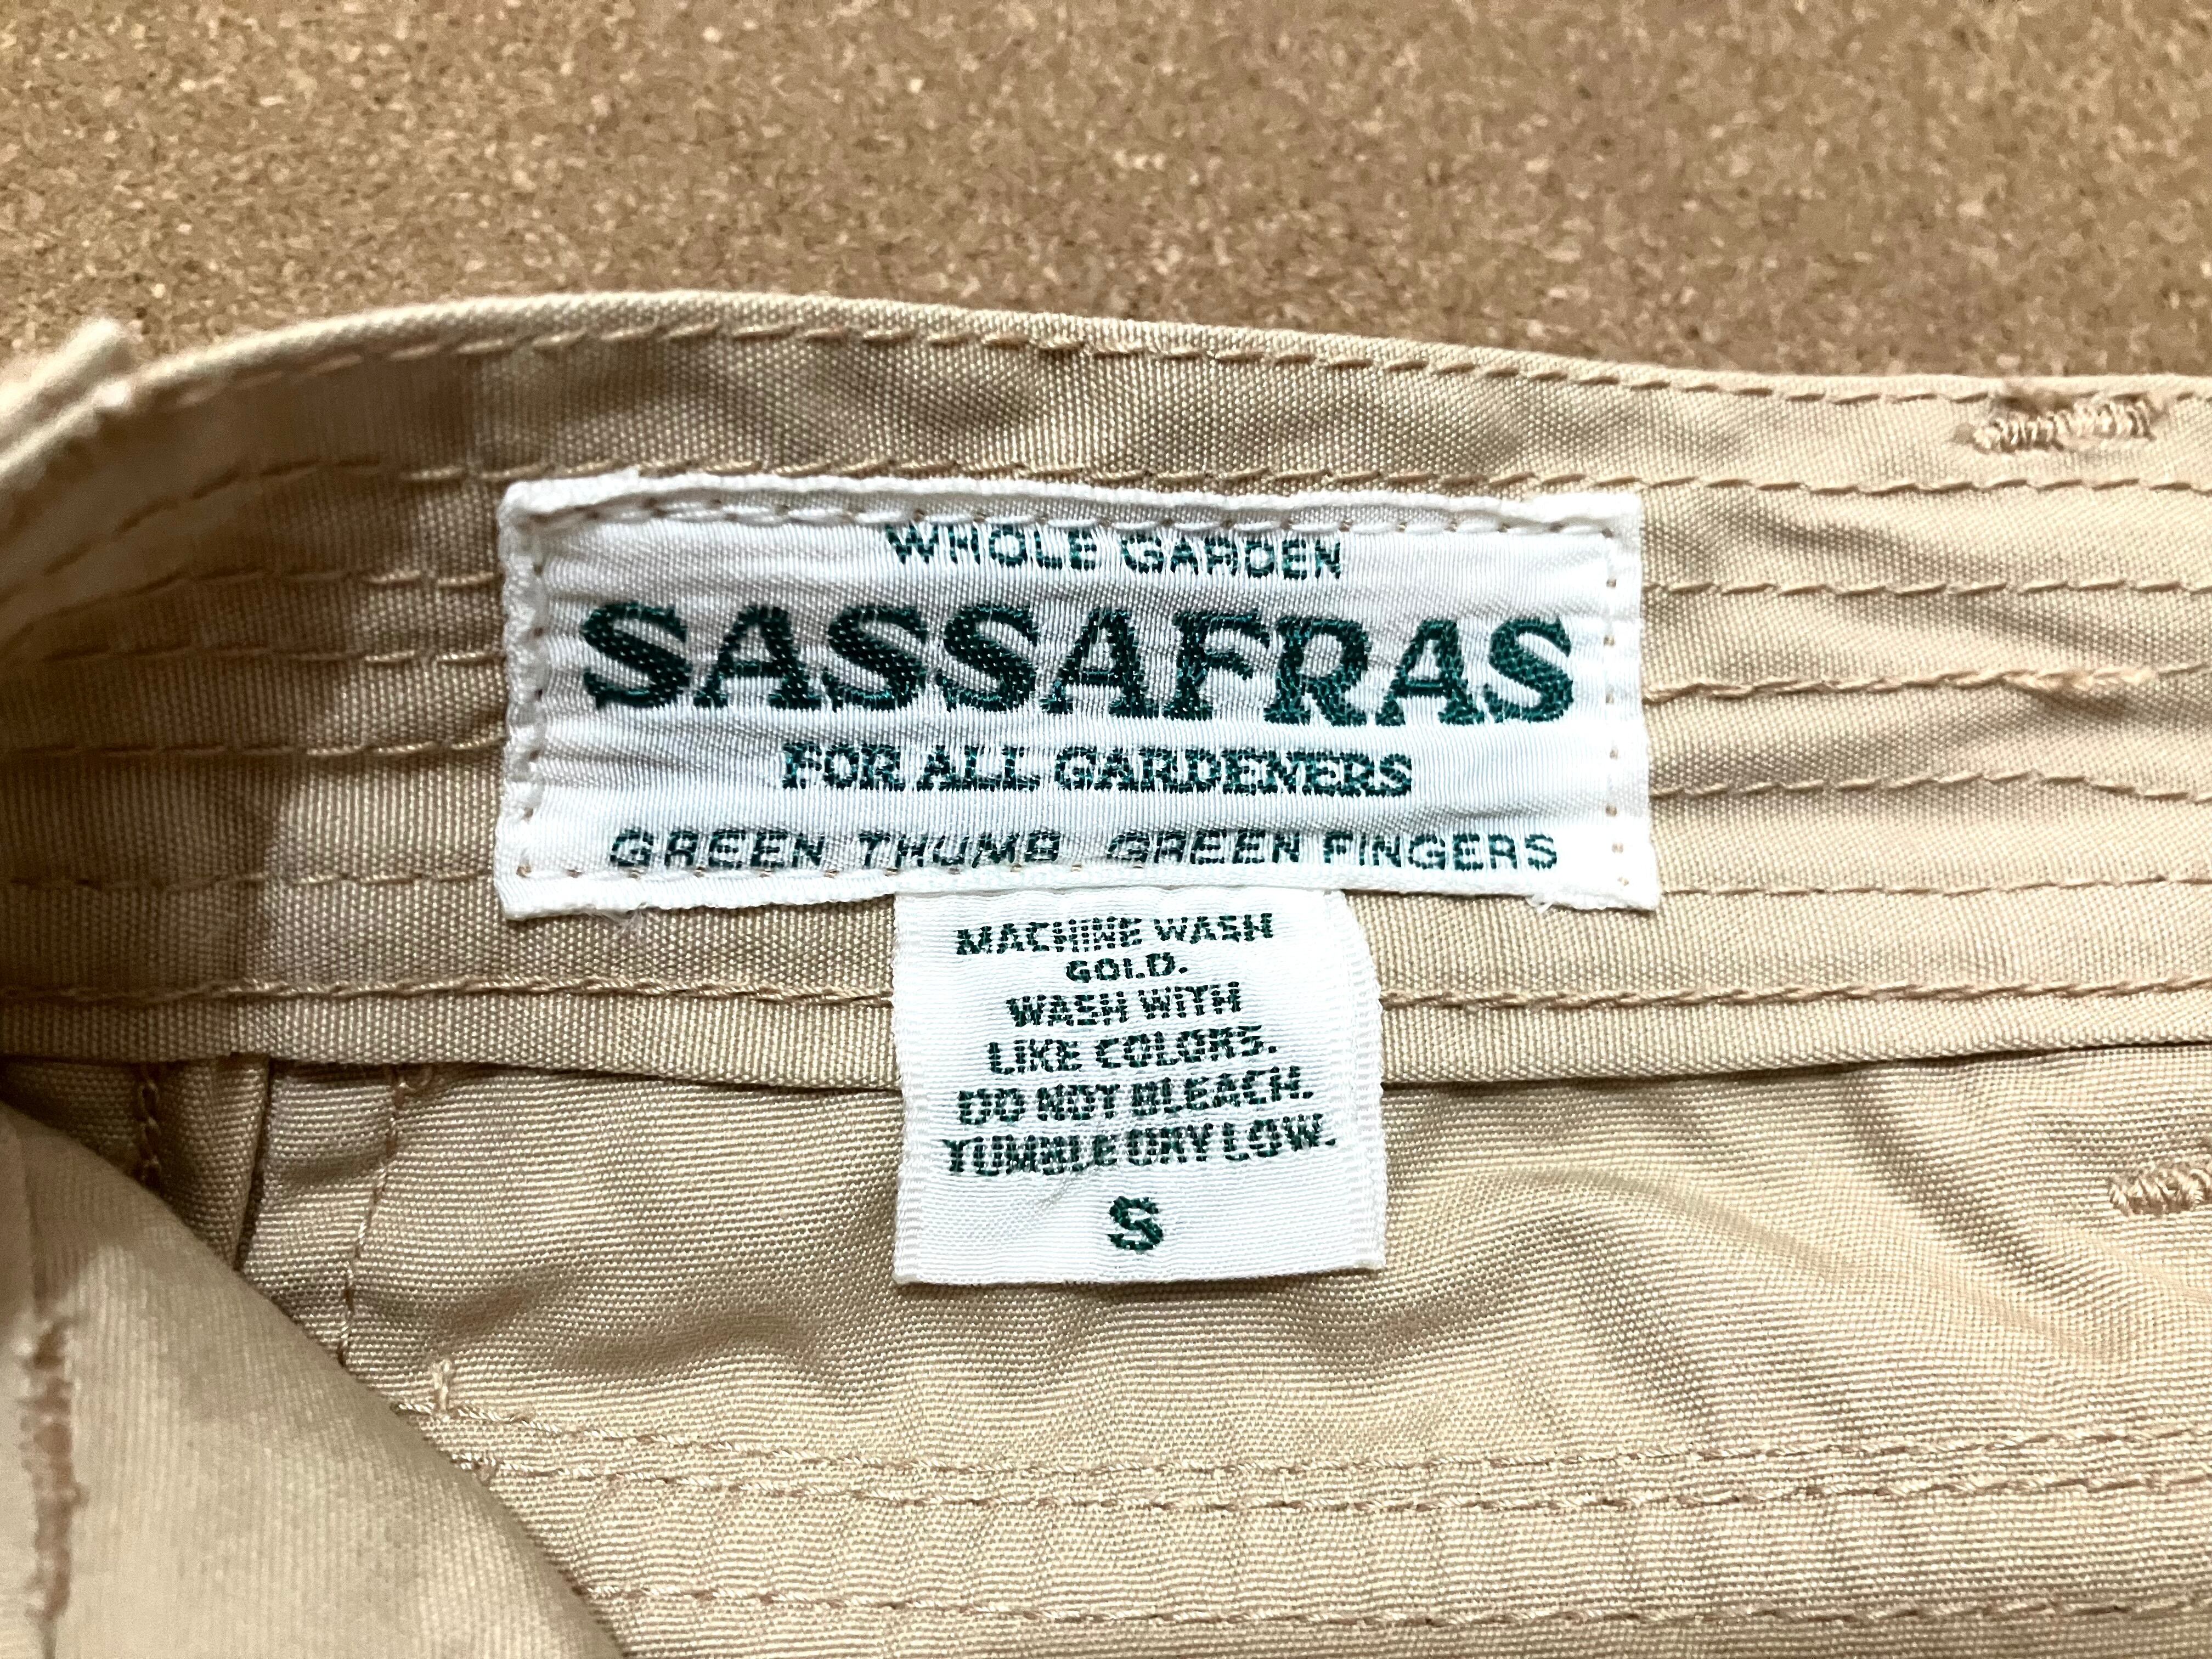 WHOLE GARDEN
SASSAFRAS
FOR ALL GARDENERS
GREEN THUMB GREEN FINGERS
MACHINE WASH
GOLD.
WASH WITH
LIKE COLORS.
DO NOT BLEACH.
TUMBLE DRY LOW.
S